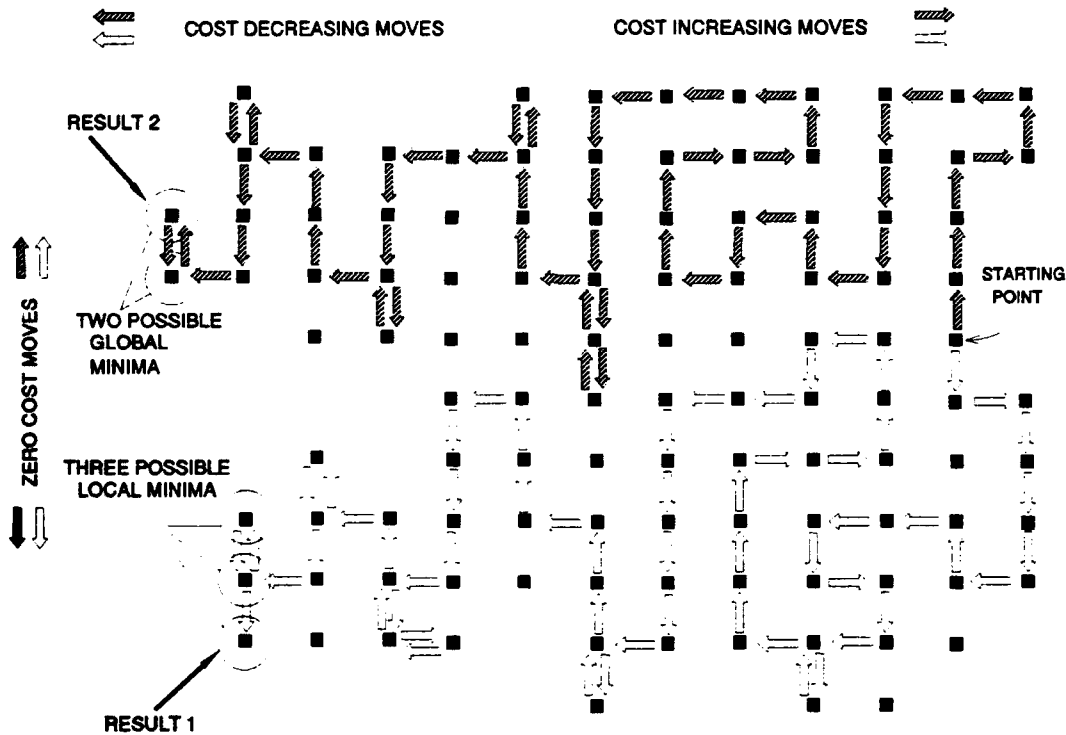 COST DECREASING MOVES
COST INCREASING MOVES
RESULT 2
STARTING
POINT
ZERO COST MOVES
TWO POSSIBLE
GLOBAL
MINIMA
THREE POSSIBLE
LOCAL MINIMA
RESULT 1